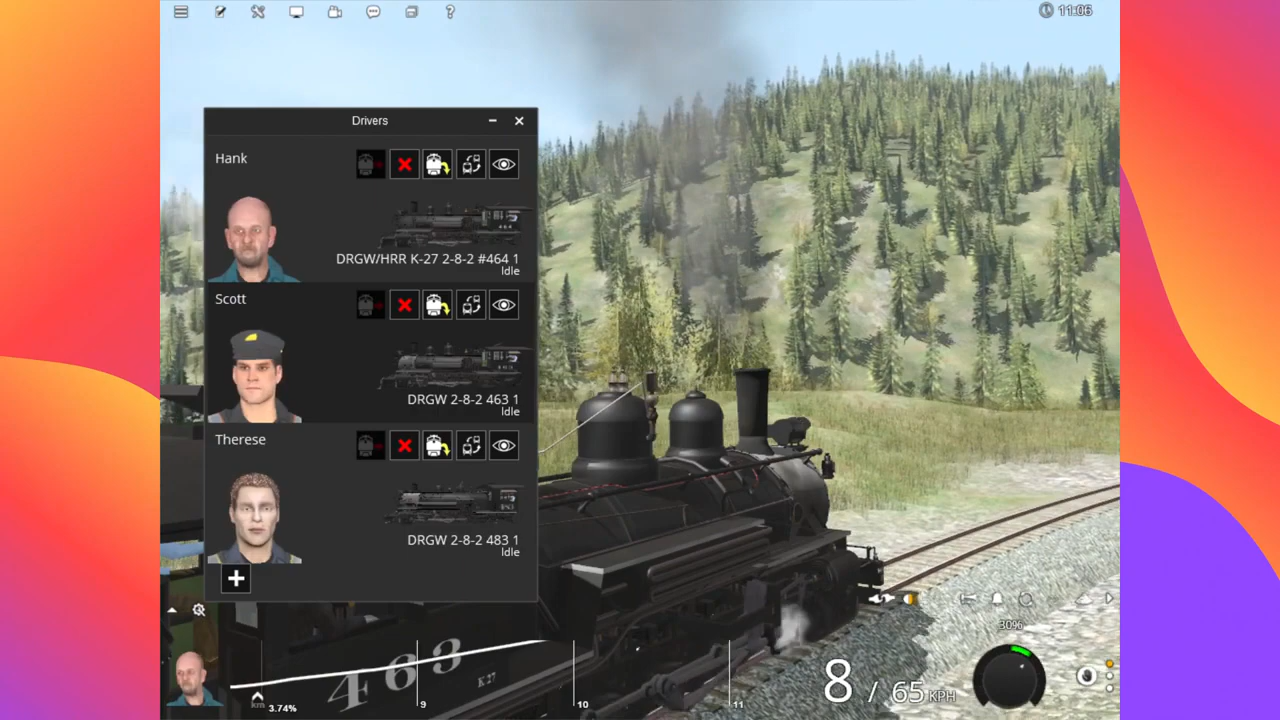 11:06
Drivers
Hank
DRGW/HRR K-27 2-8-2 #464 1
Idle
Scott
DRGW 2-8-2 463 1
Idle
Therese
DRGW 2-8-2 483 1
Idle
30%
463
K 27
8 / 65 KPH
km 3.74% 9 10 11